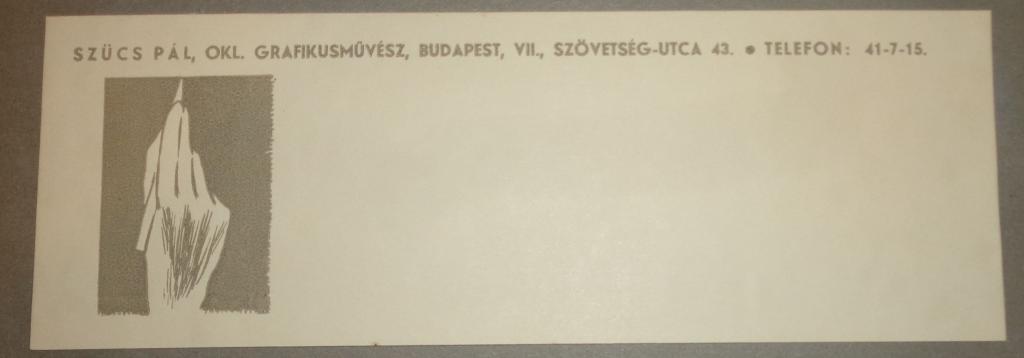 SZÜCS PÁL, OKL. GRAFIKUSMŰVÉSZ, BUDAPEST, VII., SZÖVETSÉG-UTCA 43. ● TELEFON: 41-7-15.